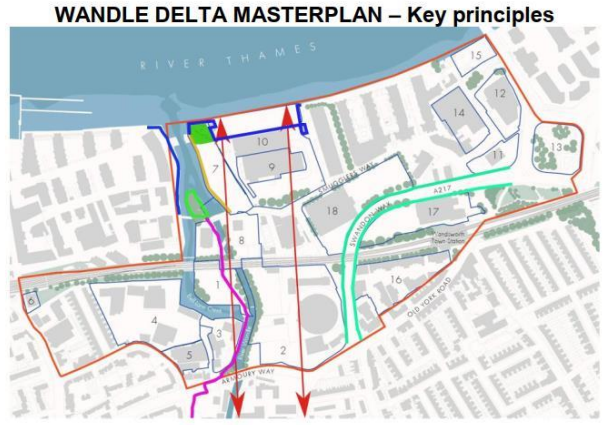 WANDLE DELTA MASTERPLAN – Key principles
RIVER THAMES
15
12
14
13
11
10
9
7
SMUGGLERS WAY
A217
18
17
SWANDON WAY
Wandsworth
Town Station
8
16
1
6
OLD YORK ROAD
4
3
2
5
ARMOURY WAY